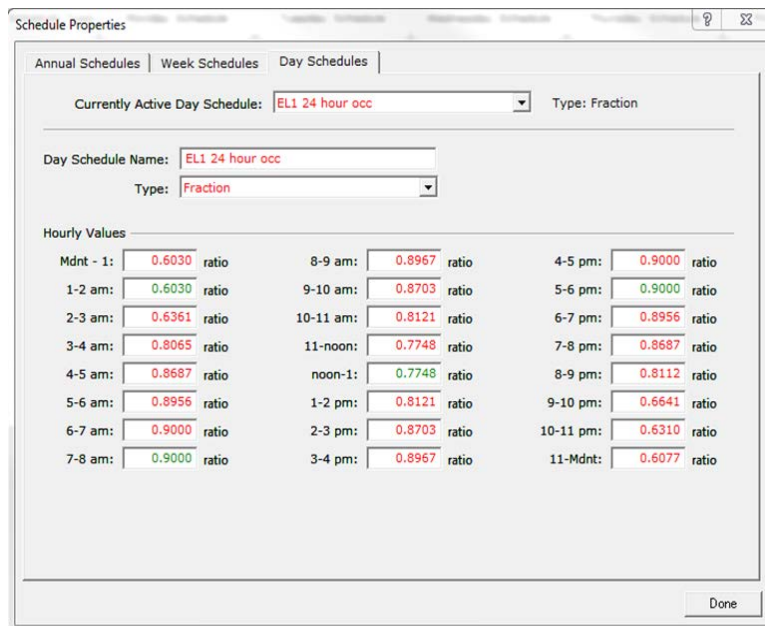 Schedule Properties
Annual Schedules Week Schedules Day Schedules
Currently Active Day Schedule: EL1 24 hour occ Type: Fraction
Day Schedule Name: EL1 24 hour occ
Type: Fraction
Hourly Values
Mdnt - 1: 0.6030 ratio 8-9 am: 0.8967 ratio 4-5 pm: 0.9000 ratio
1-2 am: 0.6030 ratio 9-10 am: 0.8703 ratio 5-6 pm: 0.9000 ratio
2-3 am: 0.6361 ratio 10-11 am: 0.8121 ratio 6-7 pm: 0.8956 ratio
3-4 am: 0.8065 ratio 11-noon: 0.7748 ratio 7-8 pm: 0.8687 ratio
4-5 am: 0.8687 ratio noon-1: 0.7748 ratio 8-9 pm: 0.8112 ratio
5-6 am: 0.8956 ratio 1-2 pm: 0.8121 ratio 9-10 pm: 0.6641 ratio
6-7 am: 0.9000 ratio 2-3 pm: 0.8703 ratio 10-11 pm: 0.6310 ratio
7-8 am: 0.9000 ratio 3-4 pm: 0.8967 ratio 11-Mdnt: 0.6077 ratio
Done